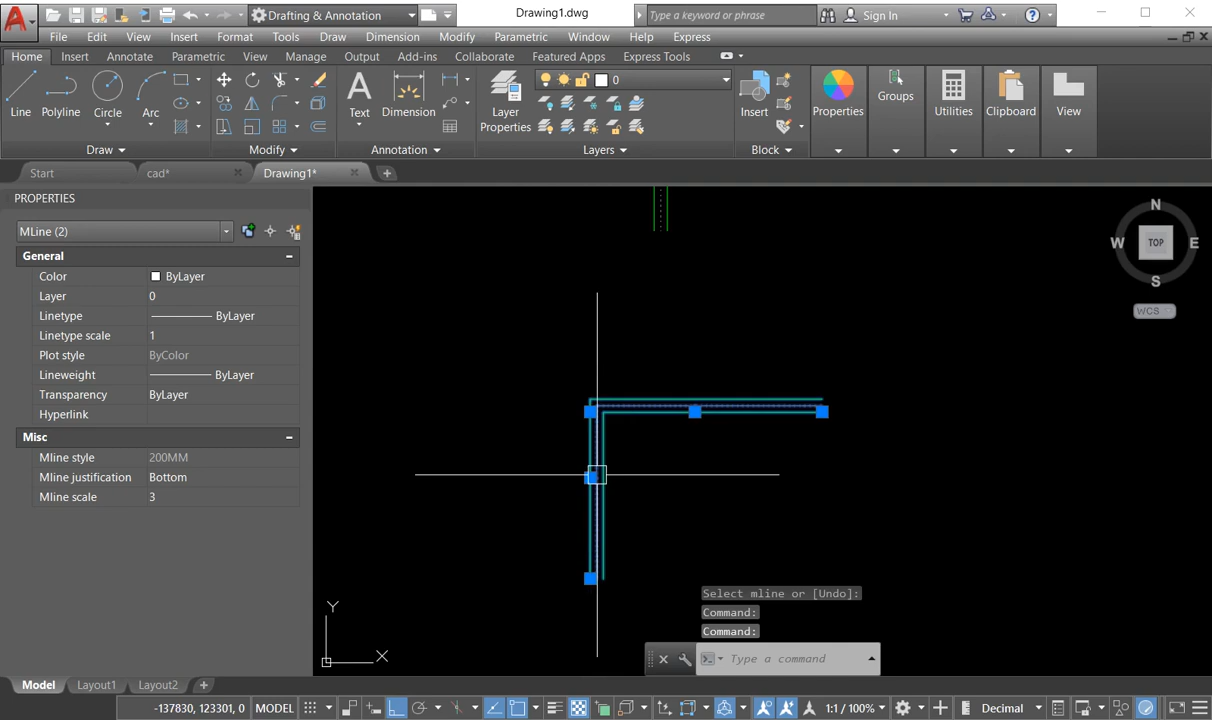 A
Drafting & Annotation
Drawing1.dwg
Type a keyword or phrase
Sign In
?
File Edit View Insert Format Tools Draw Dimension Modify Parametric Window Help Express
Home Insert Annotate Parametric View Manage Output Add-ins Collaborate Featured Apps Express Tools
0
Line Polyline Circle Arc
A
Text Dimension
Layer Properties
Insert
Properties Groups Utilities Clipboard View
Draw Modify Annotation Layers Block
Start cad* Drawing1*
PROPERTIES
MLine (2)
General
Color ByLayer
Layer 0
Linetype ByLayer
Linetype scale 1
Plot style ByColor
Lineweight ByLayer
Transparency ByLayer
Hyperlink
Misc
Mline style 200MM
Mline justification Bottom
Mline scale 3
N
W TOP E
S
WCS
Select mline or [Undo]:
Command:
Command:
Type a command
Y
X
Model Layout1 Layout2
-137830, 123301, 0 MODEL 1:1 / 100% Decimal